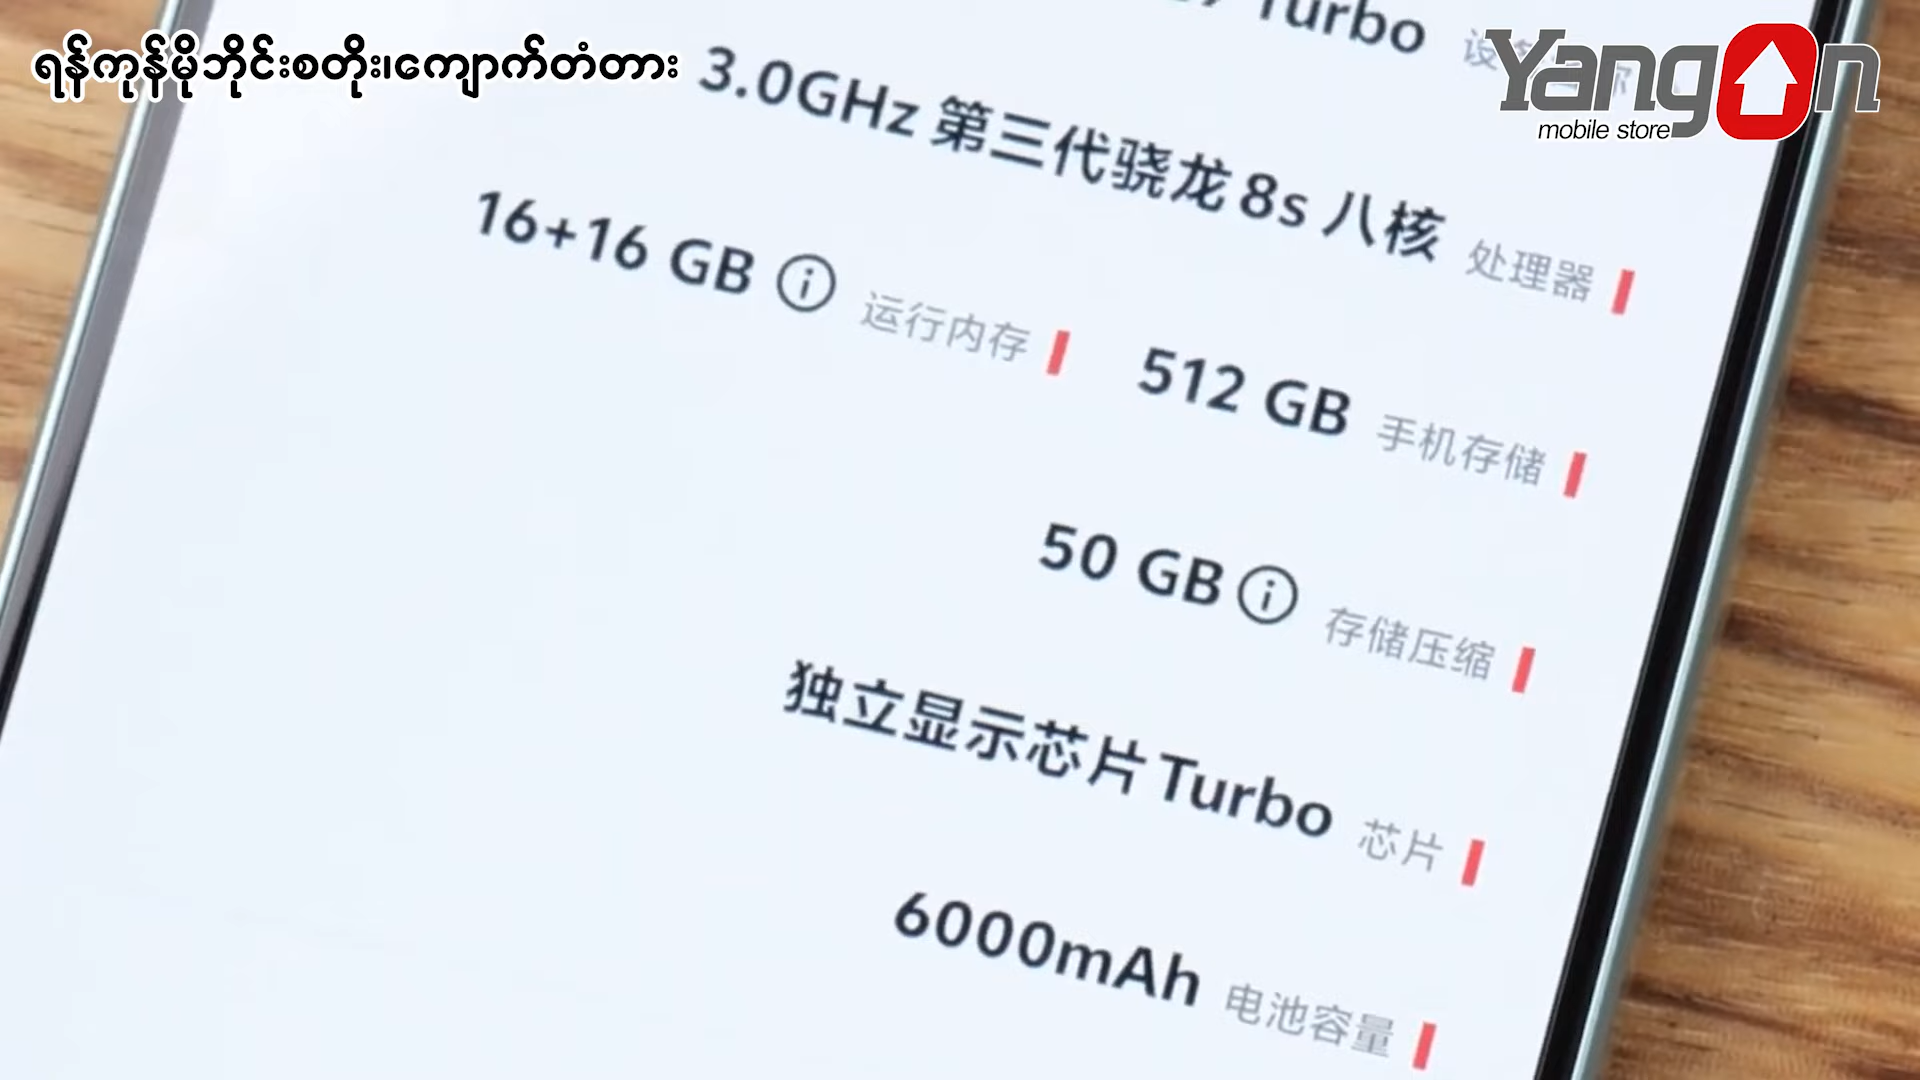 ရန်ကုန်မိုဘိုင်းစတိုး၊ကျောက်တံတား
Yangon
mobile store
Turbo
3.0GHz 第三代骁龙 8s 八核 处理器
16+16 GB 运行内存
512 GB 手机存储
50 GB 存储压缩
独立显示芯片 Turbo 芯片
6000mAh 电池容量